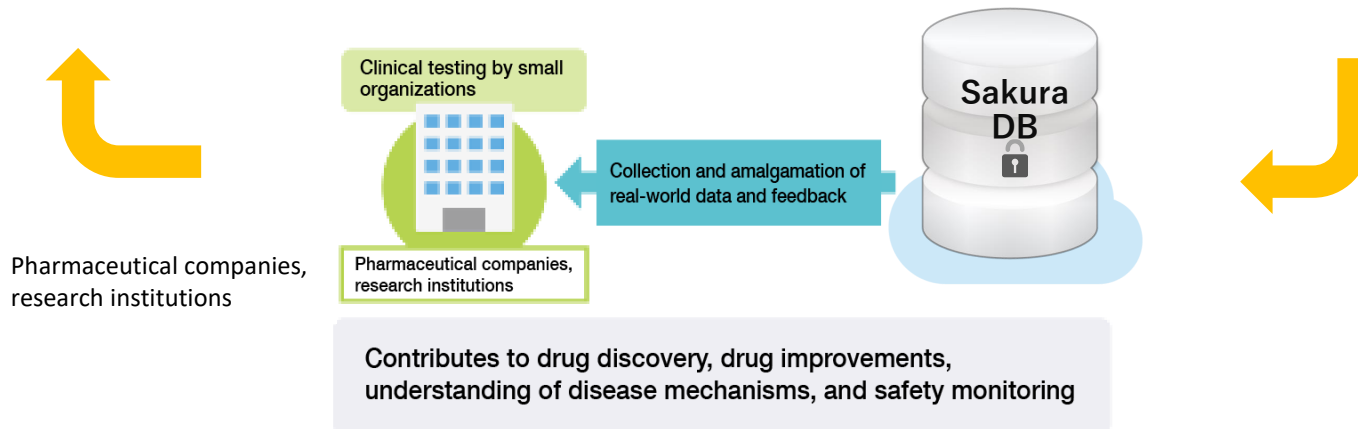 Clinical testing by small
organizations
Sakura
DB
Collection and amalgamation of
real-world data and feedback
Pharmaceutical companies,
research institutions
Pharmaceutical companies,
research institutions
Contributes to drug discovery, drug improvements,
understanding of disease mechanisms, and safety monitoring